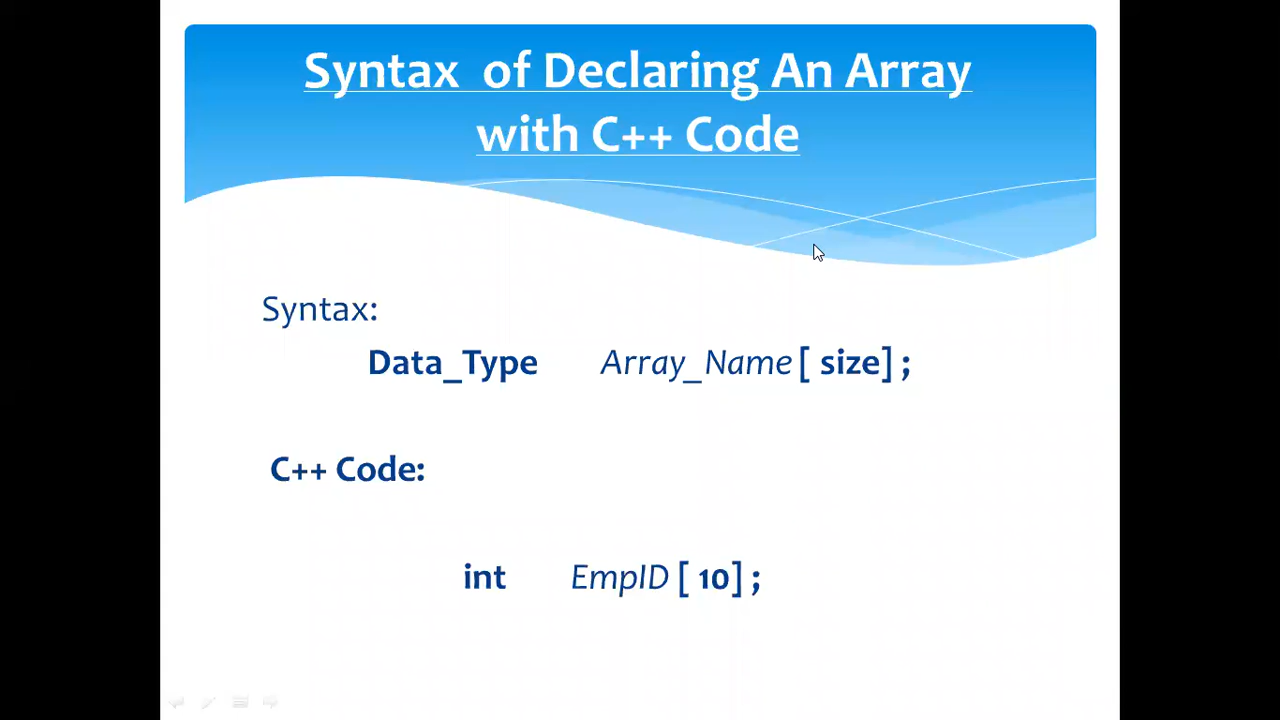 Syntax of Declaring An Array
with C++ Code
Syntax:
Data_Type Array_Name[ size] ;
C++ Code:
int EmpID [ 10] ;